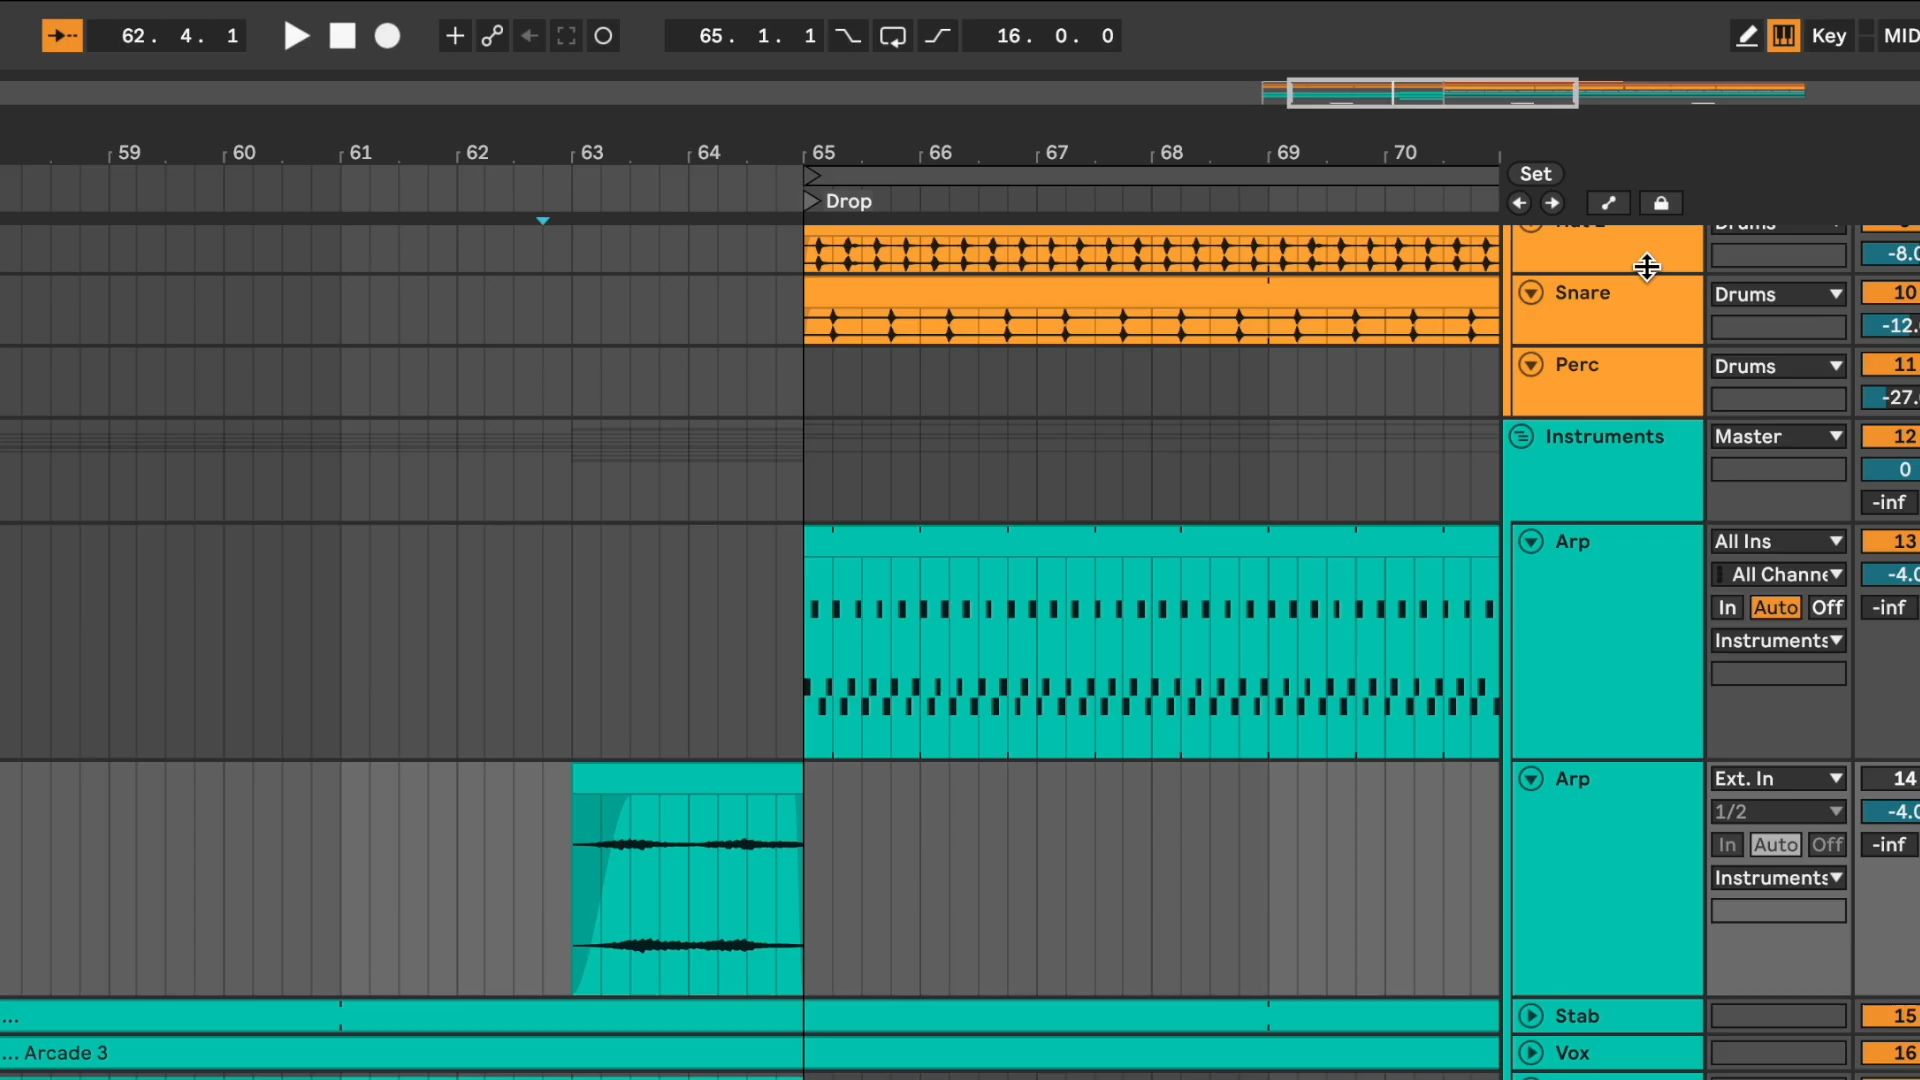 62. 4. 1
65. 1. 1
16. 0. 0
Key
MID
59 60 61 62 63 64 65 66 67 68 69 70
Set
Drop
-8.0
Snare
Drums
10
-12.
Perc
Drums
11
-27.
Instruments
Master
12
0
-inf
Arp
All Ins
13
All Channe
-4.0
In Auto Off
-inf
Instruments
Arp
Ext. In
14
1/2
-4.0
In Auto Off
-inf
Instruments
...
Stab
15
... Arcade 3
Vox
16